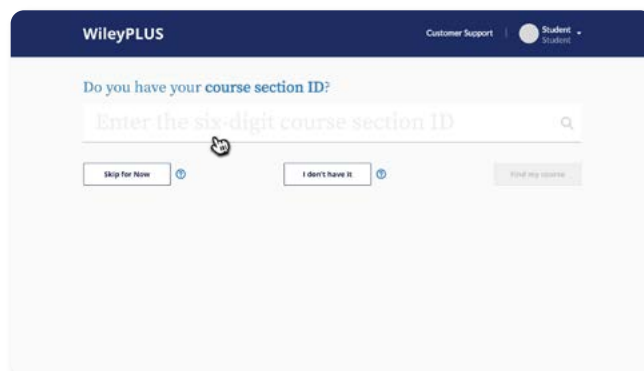 WileyPLUS
Customer Support
Student
Student
Do you have your course section ID?
Enter the six-digit course section ID
Skip for Now
I don't have it
Find my course